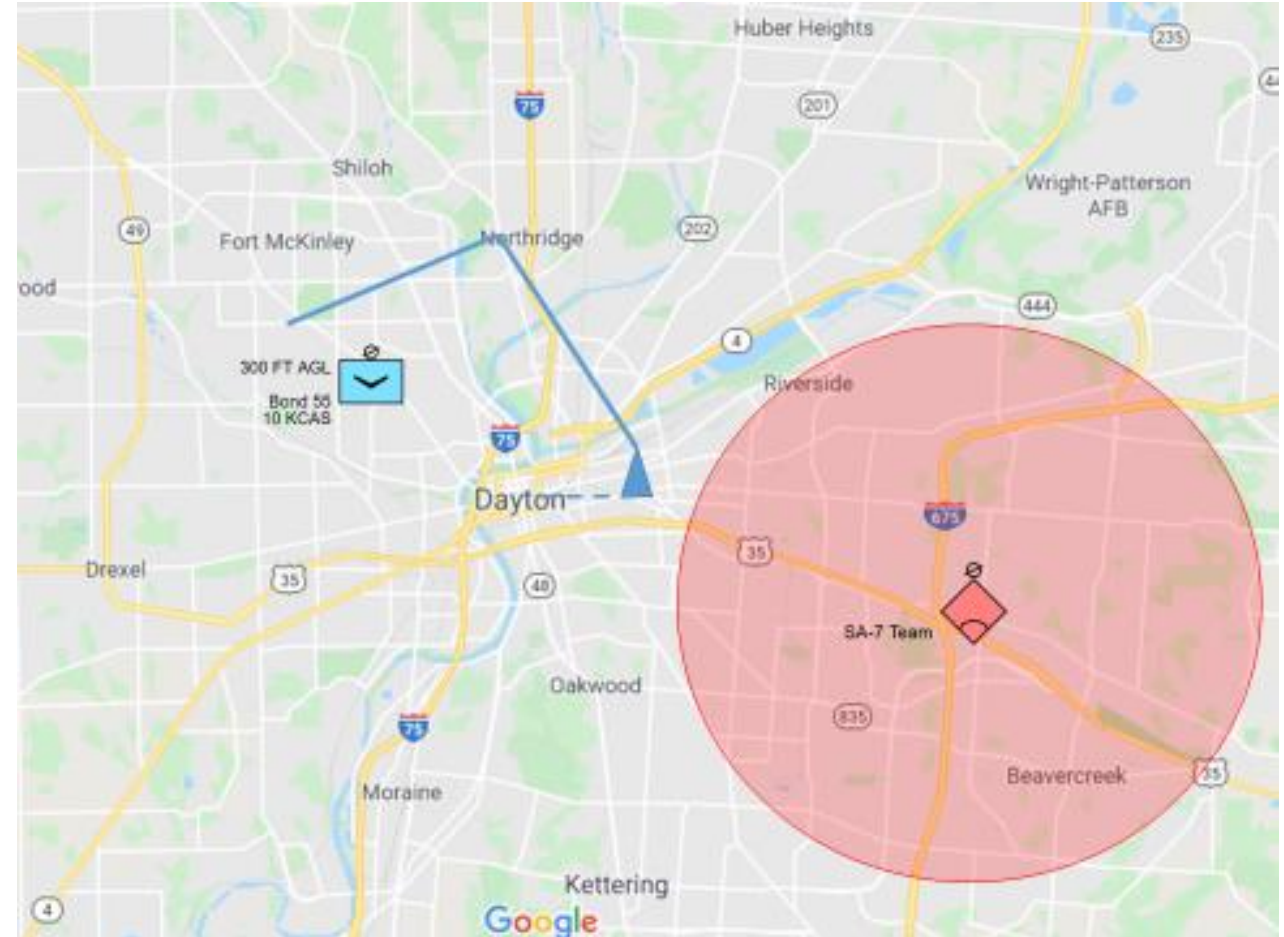 Huber Heights
235
75
201
Shiloh
Wright-Patterson
AFB
49
Fort McKinley
Northridge
202
ood
444
4
300 FT AGL
Bond 55
10 KCAS
Riverside
75
Dayton
675
35
Drexel
35
48
SA-7 Team
Oakwood
835
75
Moraine
Beavercreek
35
Kettering
4
Google